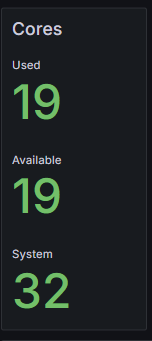 Cores
Used
19
Available
19
System
32